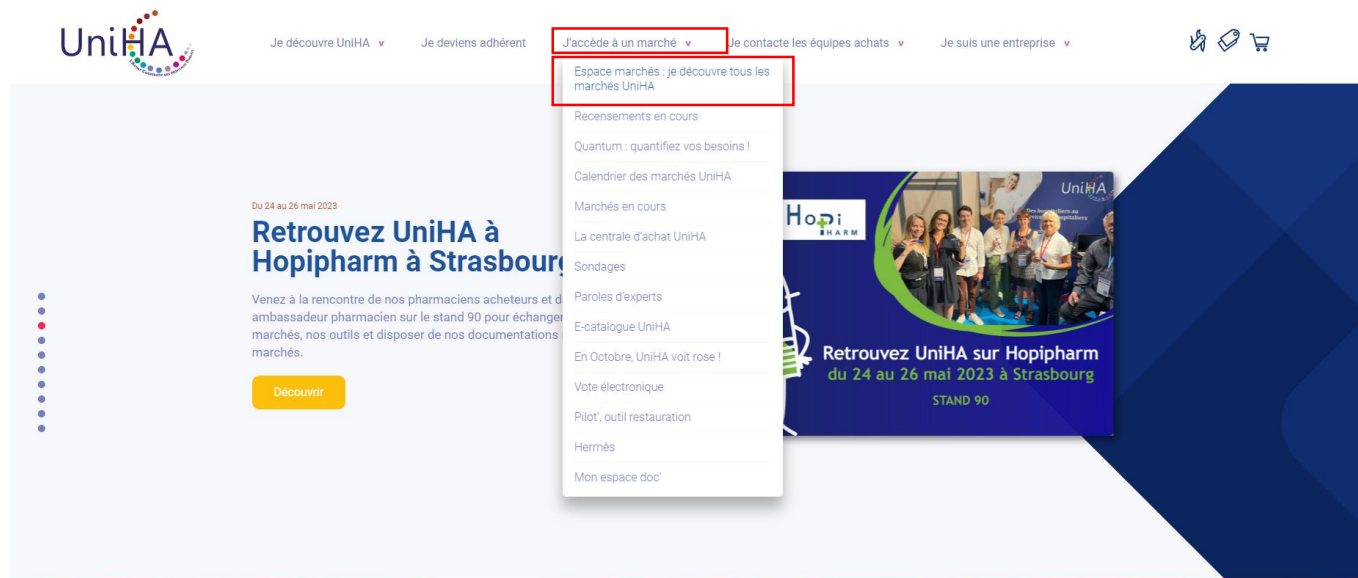 UniHA
Je découvre UniHA v
Je deviens adhérent
J'accède à un marché v
Je contacte les équipes achats v
Je suis une entreprise v
Espace marchés : je découvre tous les
marchés UniHA
Recensements en cours
Quantum : quantifiez vos besoins !
Calendrier des marchés UniHA
Marchés en cours
La centrale d'achat UniHA
Sondages
Paroles d'experts
E-catalogue UniHA
En Octobre, UniHA voit rose !
Vote électronique
Pilot', outil restauration
Hermès
Mon espace doc'
Du 24 au 26 mai 2023
Retrouvez UniHA à
Hopipharm à Strasbour
Venez à la rencontre de nos pharmaciens acheteurs et d
ambassadeur pharmacien sur le stand 90 pour échanger
marchés, nos outils et disposer de nos documentations
marchés.
Découvrir
Hopi
PHARM
UniHA
Retrouvez UniHA sur Hopipharm
du 24 au 26 mai 2023 à Strasbourg
STAND 90